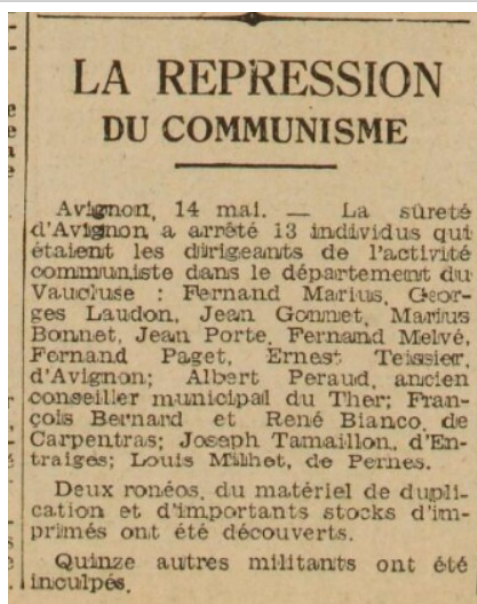 LA REPRESSION
DU COMMUNISME
Avignon, 14 mai. — La sûreté
d'Avignon a arrêté 13 individus qui
étaient les dirigeants de l'activité
communiste dans le département du
Vaucluse : Fernand Marius, Geor-
ges Laudon, Jean Gonnet, Marius
Bonnet, Jean Porte, Fernand Melvé,
Fernand Paget, Ernest Teissier,
d'Avignon; Albert Peraud, ancien
conseiller municipal du Ther; Fran-
çois Bernard et René Bianco, de
Carpentras; Joseph Tamaillon, d'En-
traiges; Louis Milhet, de Pernes.
Deux ronéos, du matériel de dupli-
cation et d'importants stocks d'im-
primés ont été découverts.
Quinze autres militants ont été
inculpés.